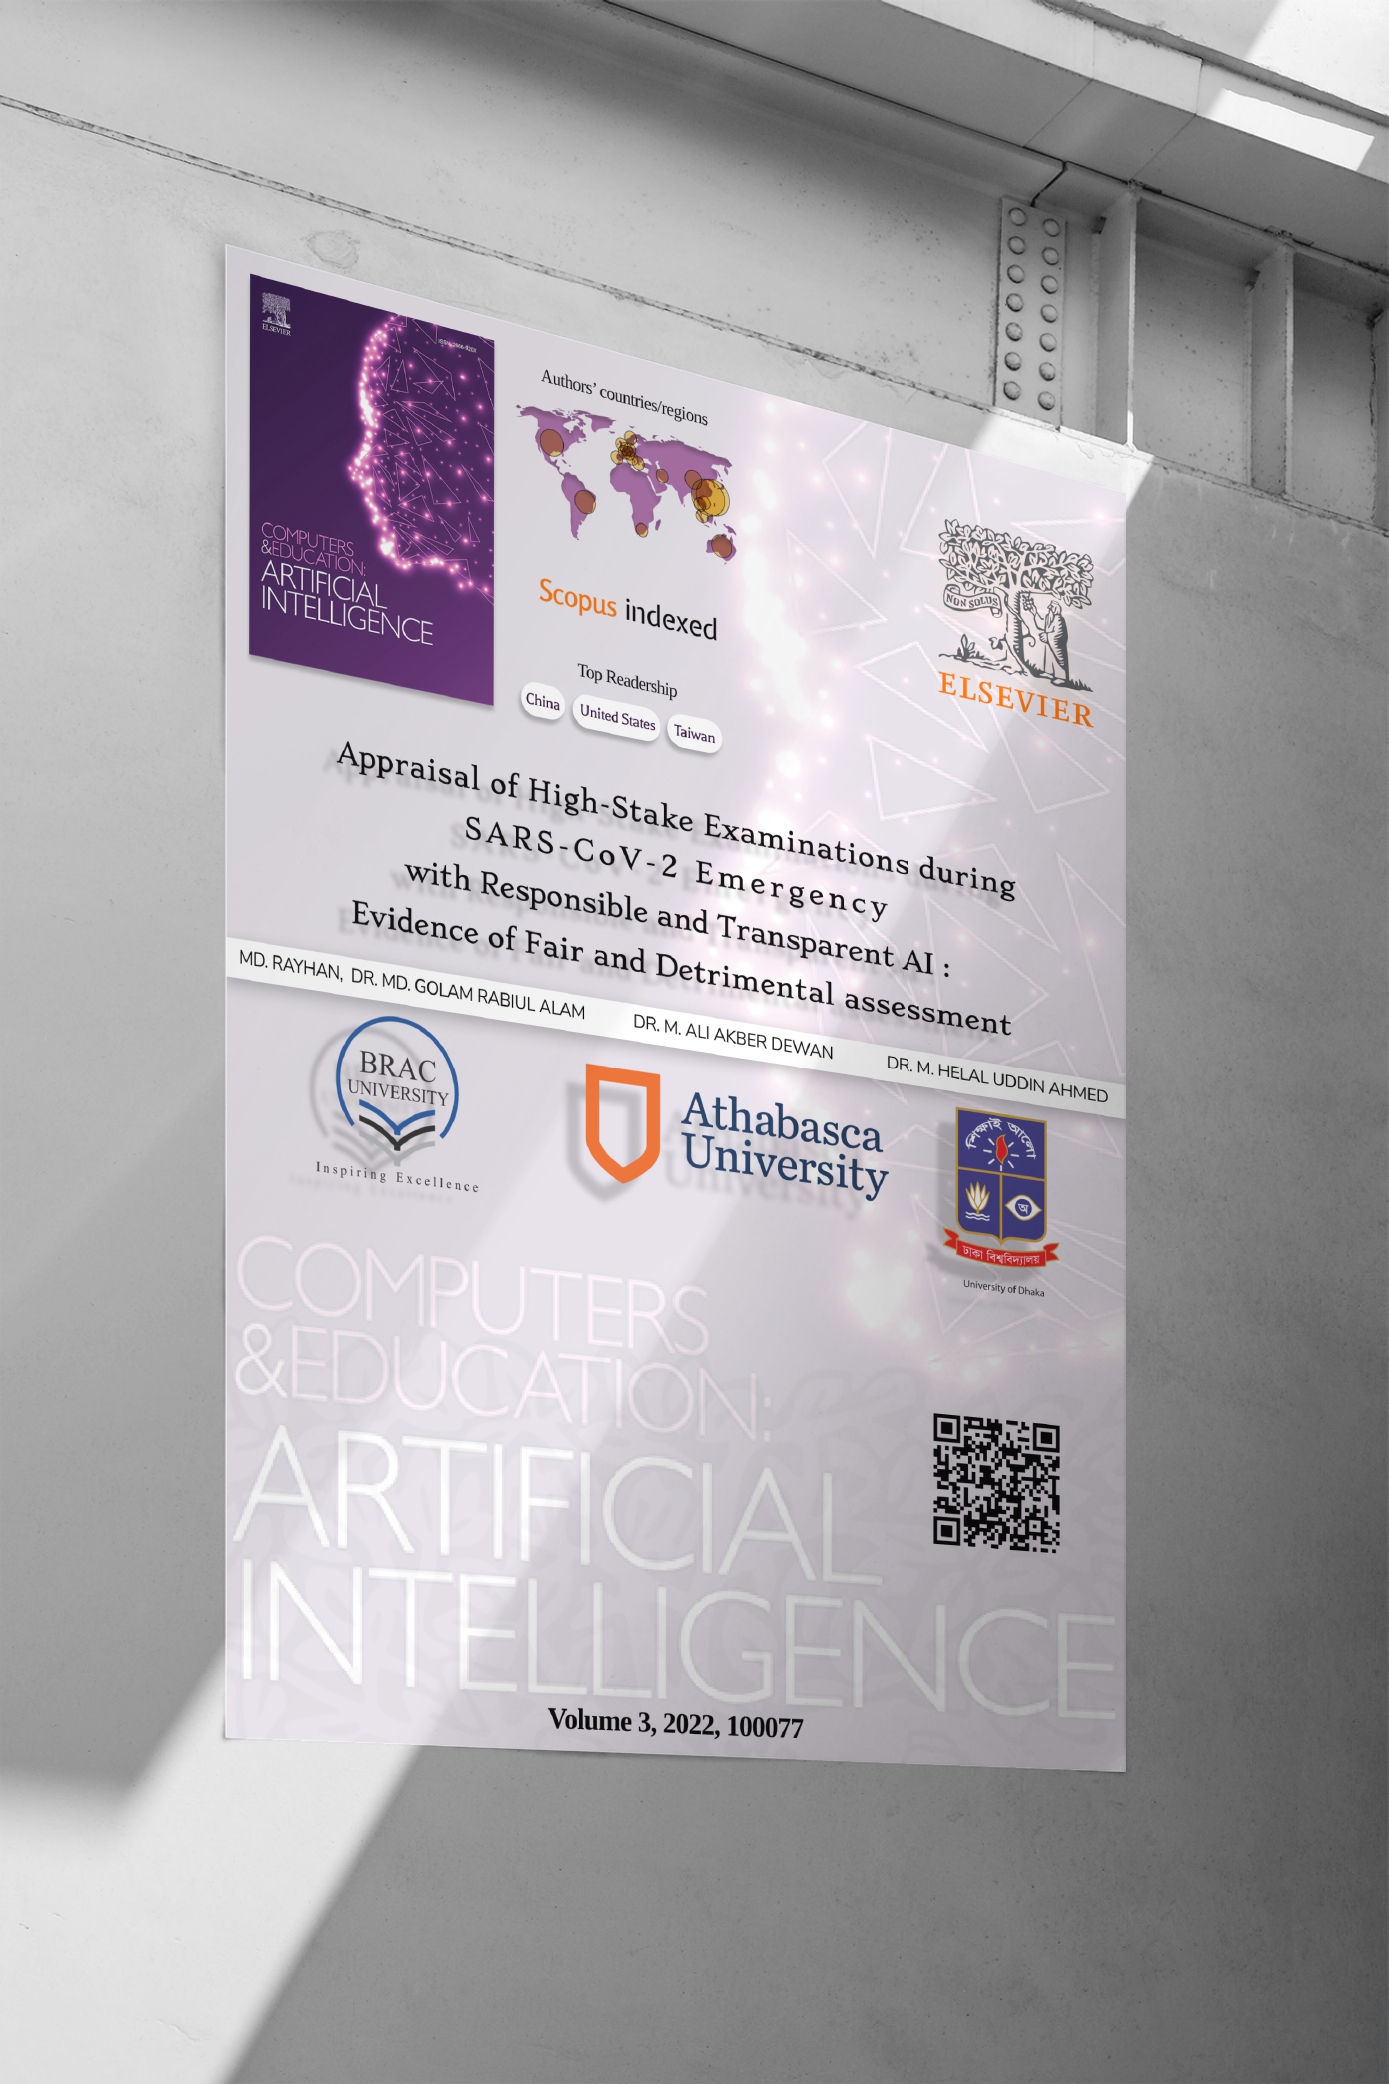 ELSEVIER
COMPUTERS
&EDUCATION:
ARTIFICIAL
INTELLIGENCE
Authors' countries/regions
Scopus indexed
Top Readership
China United States Taiwan
NON SOLUS
ELSEVIER
Appraisal of High-Stake Examinations during
SARS-CoV-2 Emergency
with Responsible and Transparent AI :
Evidence of Fair and Detrimental assessment
MD. RAYHAN, DR. MD. GOLAM RABIUL ALAM DR. M. ALI AKBER DEWAN DR. M. HELAL UDDIN AHMED
BRAC
UNIVERSITY
Inspiring Excellence
Athabasca
University
শিক্ষাই আলো
অ
ঢাকা বিশ্ববিদ্যালয়
University of Dhaka
COMPUTERS
&EDUCATION:
ARTIFICIAL
INTELLIGENCE
Volume 3, 2022, 100077